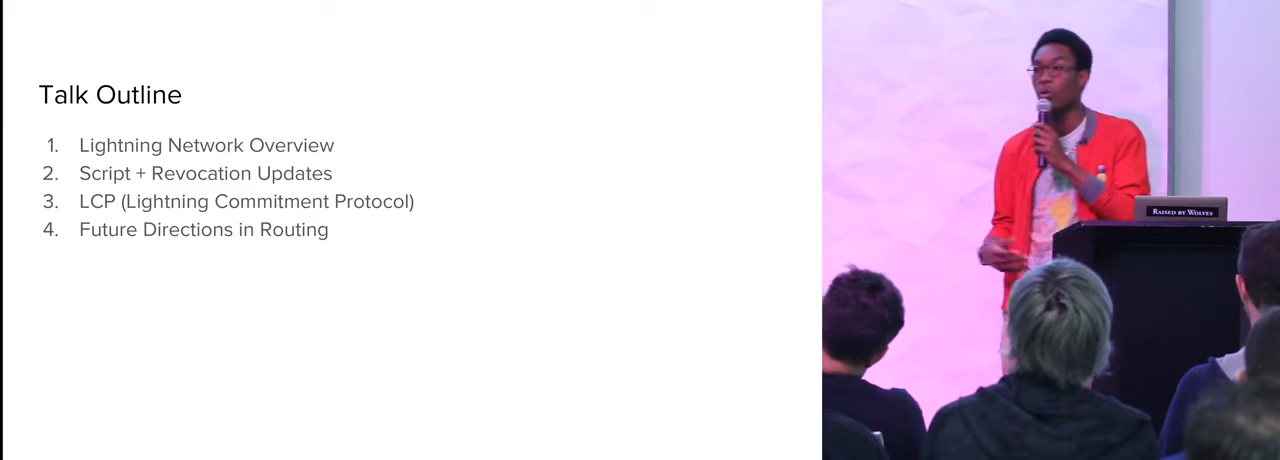 Talk Outline
1. Lightning Network Overview
2. Script + Revocation Updates
3. LCP (Lightning Commitment Protocol)
4. Future Directions in Routing
RAISED BY WOLVES